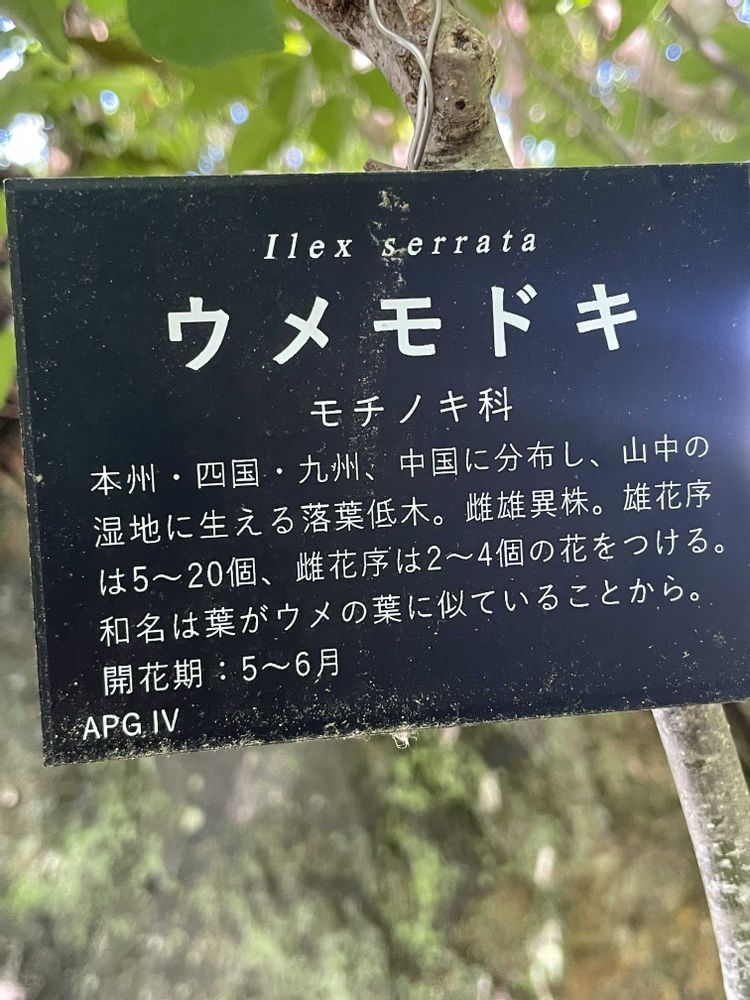 Ilex serrata
ウメモドキ
モチノキ科
本州・四国・九州、中国に分布し、山中の
湿地に生える落葉低木。雌雄異株。雄花序
は5〜20個、雌花序は2〜4個の花をつける。
和名は葉がウメの葉に似ていることから。
開花期：5〜6月
APG IV